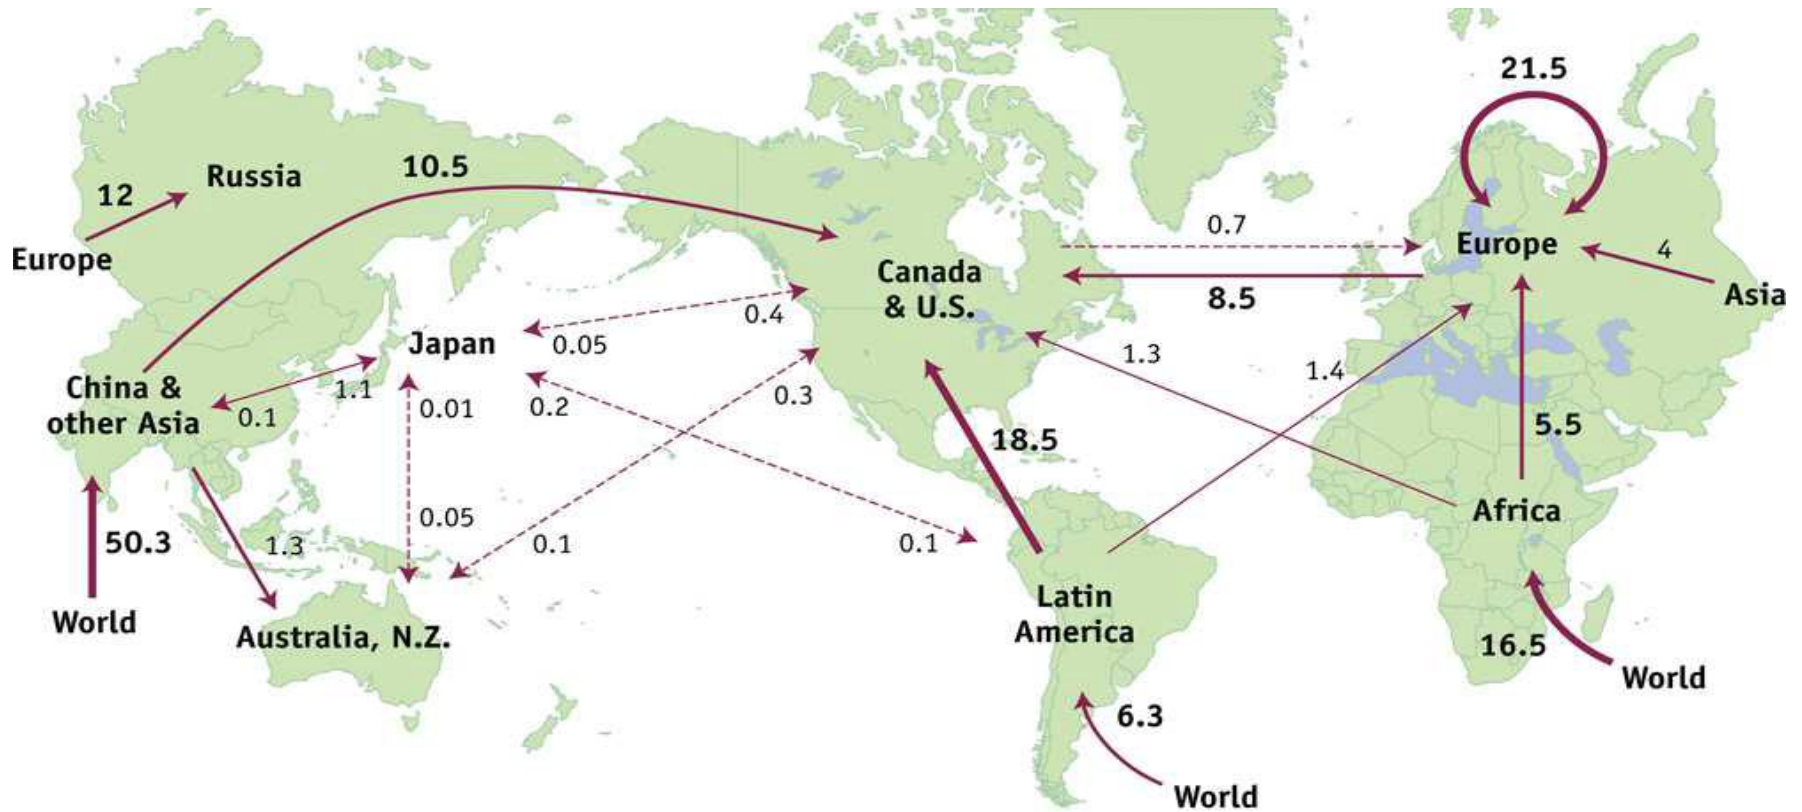 21.5
Russia
10.5
12
0.7
Europe
Europe
4
Canada
& U.S.
8.5
Asia
0.4
0.05
Japan
1.3
1.4
China &
other Asia
1.1
0.1
0.01
0.2
0.3
18.5
5.5
Africa
0.05
50.3
1.3
0.1
0.1
World
Australia, N.Z.
Latin
America
16.5
World
6.3
World